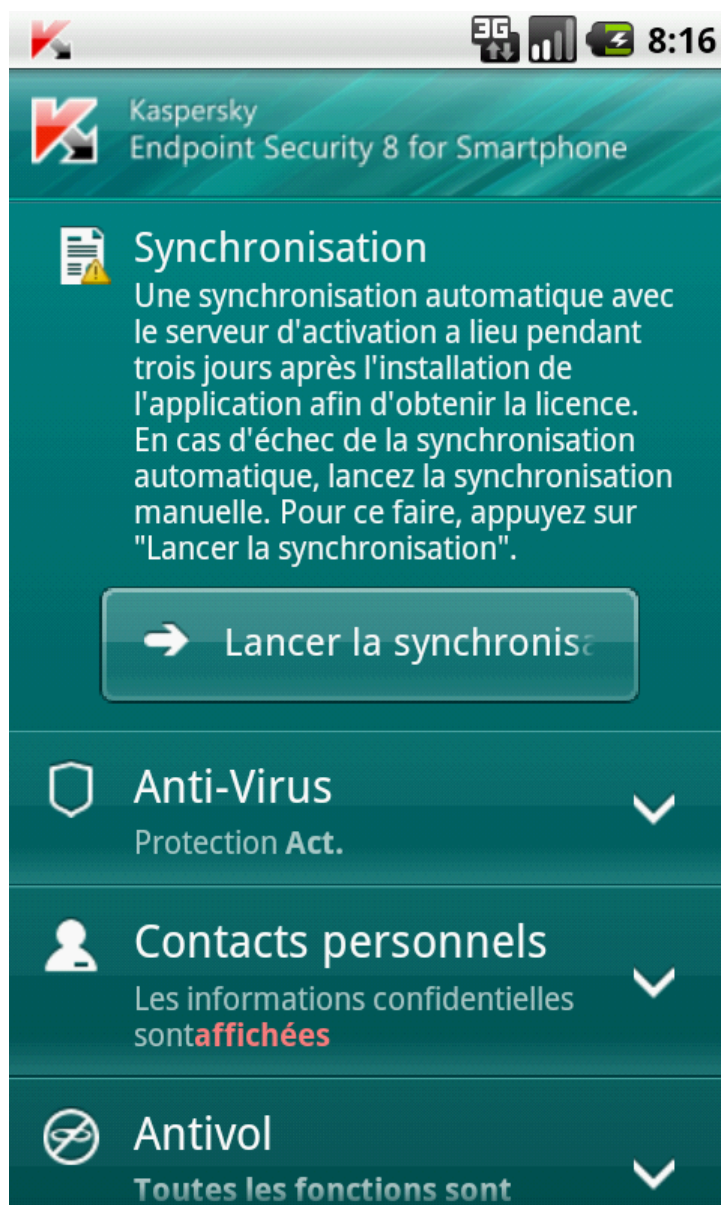 3G 8:16
Kaspersky
Endpoint Security 8 for Smartphone
Synchronisation
Une synchronisation automatique avec
le serveur d'activation a lieu pendant
trois jours après l'installation de
l'application afin d'obtenir la licence.
En cas d'échec de la synchronisation
automatique, lancez la synchronisation
manuelle. Pour ce faire, appuyez sur
"Lancer la synchronisation".
Lancer la synchronisa
Anti-Virus
Protection Act.
Contacts personnels
Les informations confidentielles
sontaffichées
Antivol
Toutes les fonctions sont